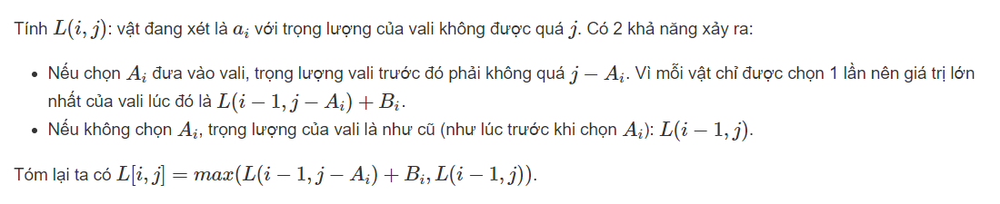 Tính L(i, j): vật đang xét là a_i với trọng lượng của vali không được quá j. Có 2 khả năng xảy ra:
• Nếu chọn A_i đưa vào vali, trọng lượng vali trước đó phải không quá j − A_i. Vì mỗi vật chỉ được chọn 1 lần nên giá trị lớn
nhất của vali lúc đó là L(i − 1, j − A_i) + B_i.
• Nếu không chọn A_i, trọng lượng của vali là như cũ (như lúc trước khi chọn A_i): L(i − 1, j).
Tóm lại ta có L[i, j] = max(L(i − 1, j − A_i) + B_i, L(i − 1, j)).